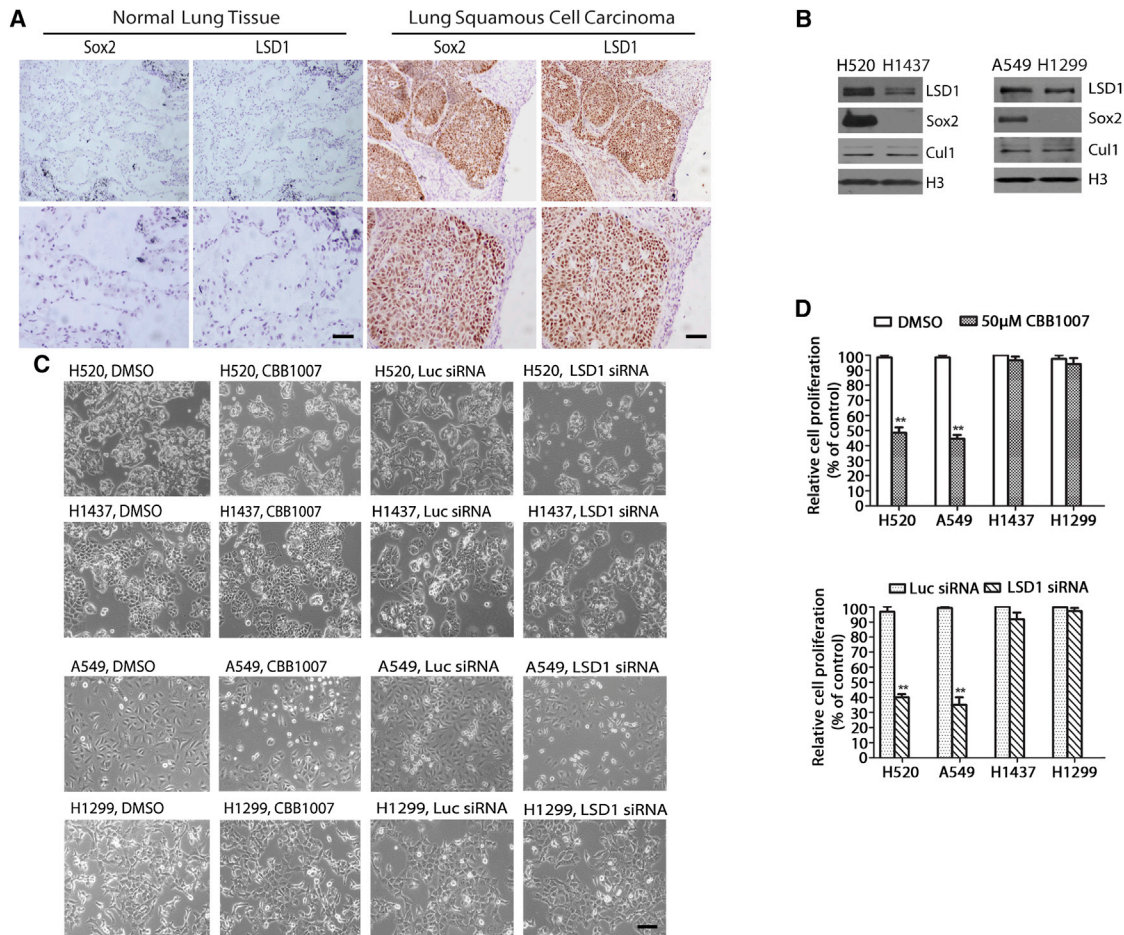 A
Normal Lung Tissue
Lung Squamous Cell Carcinoma
Sox2
LSD1
Sox2
LSD1
B
H520 H1437
LSD1
Sox2
Cul1
H3
A549 H1299
LSD1
Sox2
Cul1
H3
C
H520, DMSO
H520, CBB1007
H520, Luc siRNA
H520, LSD1 siRNA
H1437, DMSO
H1437, CBB1007
H1437, Luc siRNA
H1437, LSD1 siRNA
A549, DMSO
A549, CBB1007
A549, Luc siRNA
A549, LSD1 siRNA
H1299, DMSO
H1299, CBB1007
H1299, Luc siRNA
H1299, LSD1 siRNA
D
DMSO 50μM CBB1007
Relative cell proliferation
(% of control)
100
90
80
70
60
50
40
30
20
10
0
**
**
H520 A549 H1437 H1299
Luc siRNA LSD1 siRNA
Relative cell proliferation
(% of control)
100
90
80
70
60
50
40
30
20
10
0
**
**
H520 A549 H1437 H1299